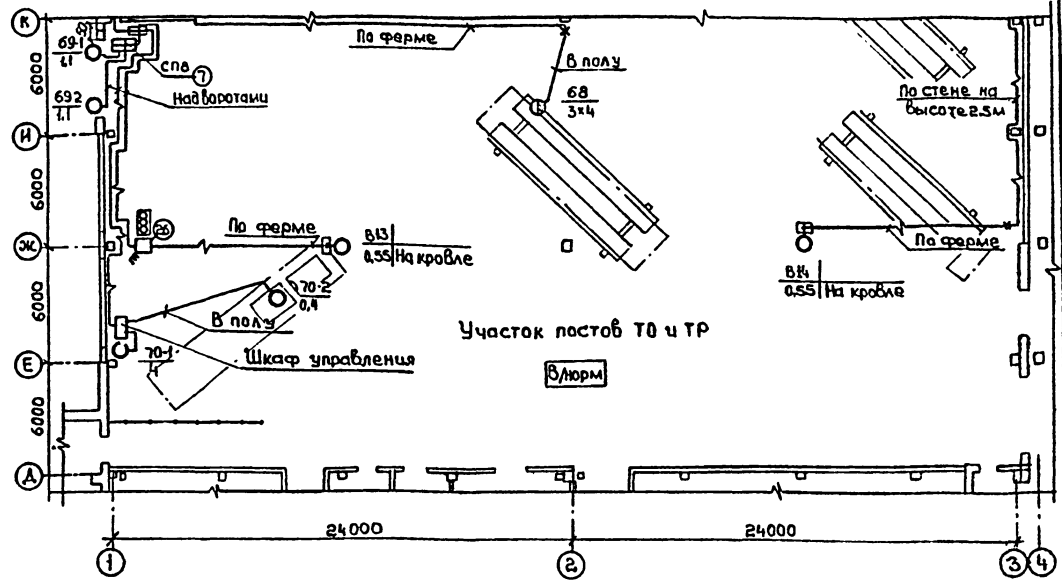 К
По ферме
69-1
1.1
СПВ
7
В полу
6000
69.2
1.1
Над воротами
68
3×4
По стене на
высоте 2.5м
И
6000
По ферме
26
Ж
В13
0,55
На кровле
По ферме
В14
0,55
На кровле
70-2
0,4
6000
В полу
Участок постов ТО и ТР
70-1
Шкаф управления
Е
В/норм
6000
Д
24000
24000
1
2
3
4